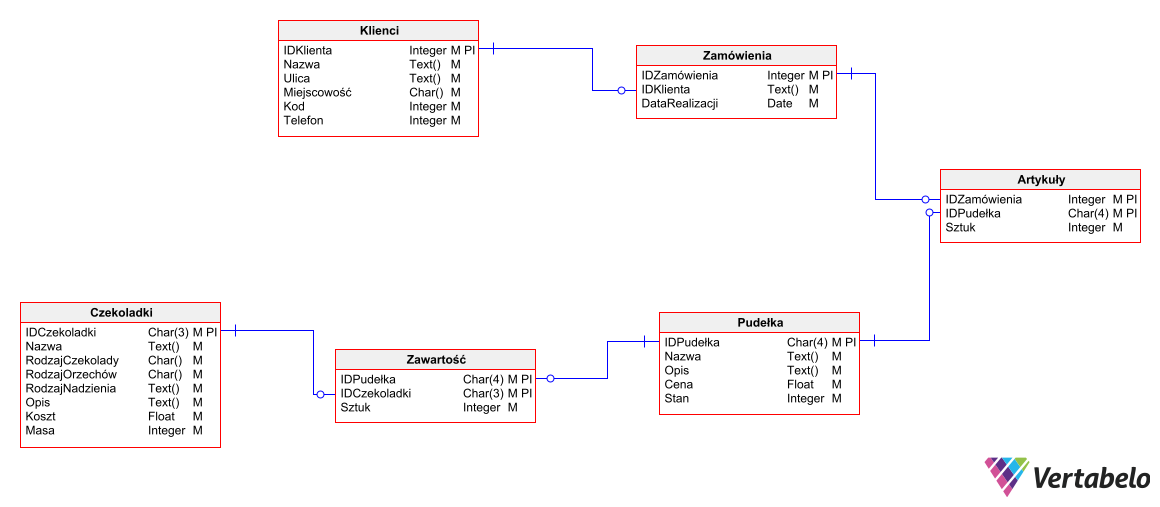 Klienci
IDKlienta Integer M PI
Nazwa Text() M
Ulica Text() M
Miejscowość Char() M
Kod Integer M
Telefon Integer M
Zamówienia
IDZamówienia Integer M PI
IDKlienta Text() M
DataRealizacji Date M
Artykuły
IDZamówienia Integer M PI
IDPudełka Char(4) M PI
Sztuk Integer M
Czekoladki
IDCzekoladki Char(3) M PI
Nazwa Text() M
RodzajCzekolady Char() M
RodzajOrzechów Char() M
RodzajNadzienia Text() M
Opis Text() M
Koszt Float M
Masa Integer M
Zawartość
IDPudełka Char(4) M PI
IDCzekoladki Char(3) M PI
Sztuk Integer M
Pudełka
IDPudełka Char(4) M PI
Nazwa Text() M
Opis Text() M
Cena Float M
Stan Integer M
Vertabelo